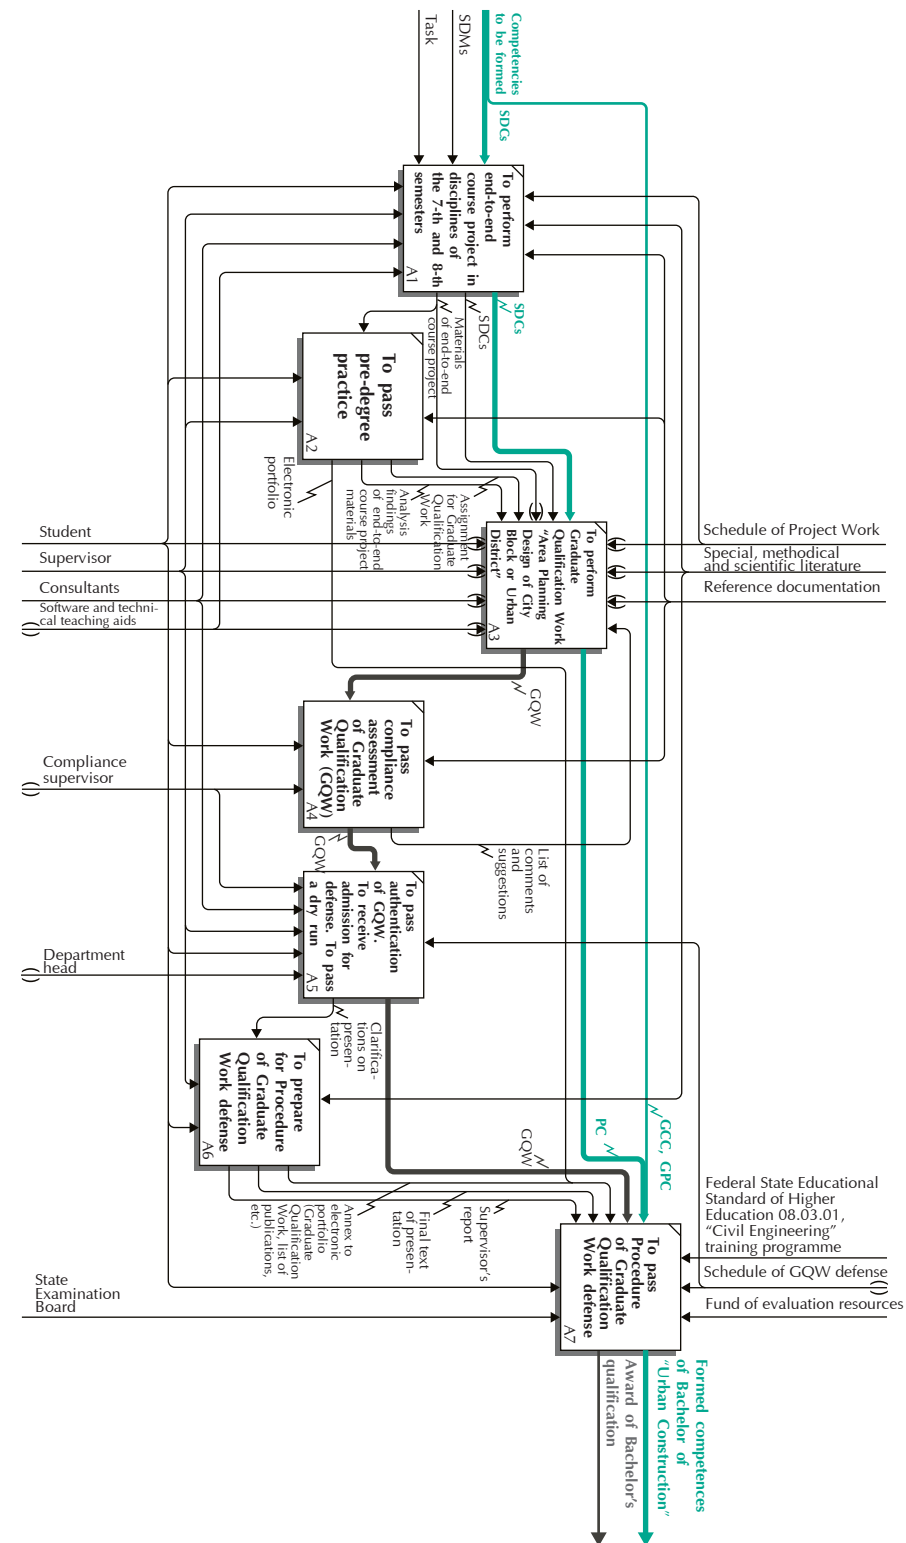 Task
SDMs
Competencies
to be formed
SDCs
To perform
end-to-end
course project in
disciplines of
the 7-th and 8-th
semesters
A1
SDCs
SDCs
Materials
of end-to-end
course project
To pass
pre-degree
practice
A2
Electronic
portfolio
Assignment
for Graduate
Qualification
Work
Analysis
findings
of end-to-end
course project
materials
Student
Supervisor
Consultants
Software and techni-
cal teaching aids
To perform
Graduate
Qualification Work
“Area Planning
Design of City
Block or Urban
District”
A3
Schedule of Project Work
Special, methodical
and scientific literature
Reference documentation
GQW
To pass
compliance
assessment
of Graduate
Qualification
Work (GQW)
A4
Compliance
supervisor
GQW
List of
comments
and
suggestions
To pass
authentication
of GQW.
To receive
admission for
defense. To pass
a dry run
A5
Department
head
Clarifica-
tions on
presen-
tation
To prepare
for Procedure
of Graduate
Qualification
Work defense
A6
GCC, GPC
PC
GQW
Annex to
electronic
portfolio
(Graduate
Qualification
Work, list of
publications,
etc.)
Final text
of presen-
tation
Supervisor’s
report
Federal State Educational
Standard of Higher
Education 08.03.01,
“Civil Engineering”
training programme
Schedule of GQW defense
Fund of evaluation resources
State
Examination
Board
To pass
Procedure
of Graduate
Qualification
Work defense
A7
Formed competences
of Bachelor of
“Urban Construction”
Award of Bachelor’s
qualification